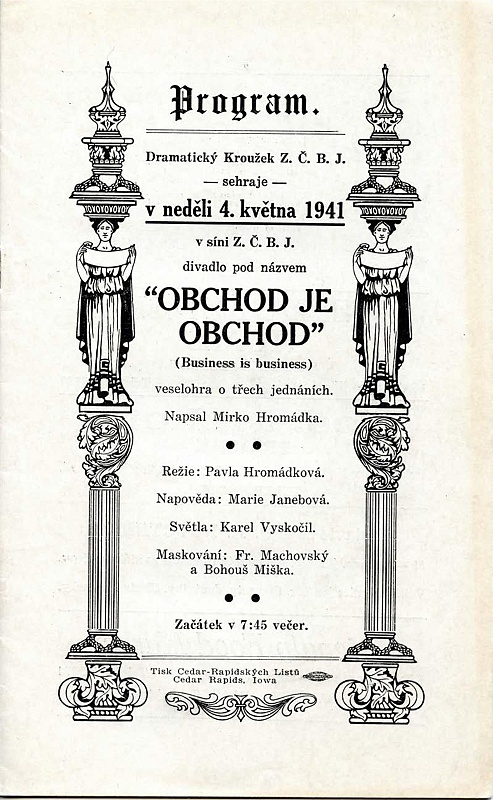 Program.
Dramatický Kroužek Z. Č. B. J.
— sehraje —
v neděli 4. května 1941
v síni Z. Č. B. J.
divadlo pod názvem
“OBCHOD JE
OBCHOD”
(Business is business)
veselohra o třech jednáních.
Napsal Mirko Hromádka.
Režie: Pavla Hromádková.
Napověda: Marie Janebová.
Světla: Karel Vyskočil.
Maskování: Fr. Machovský
a Bohouš Miška.
Začátek v 7:45 večer.
Tisk Cedar-Rapidských Listů
Cedar Rapids, Iowa